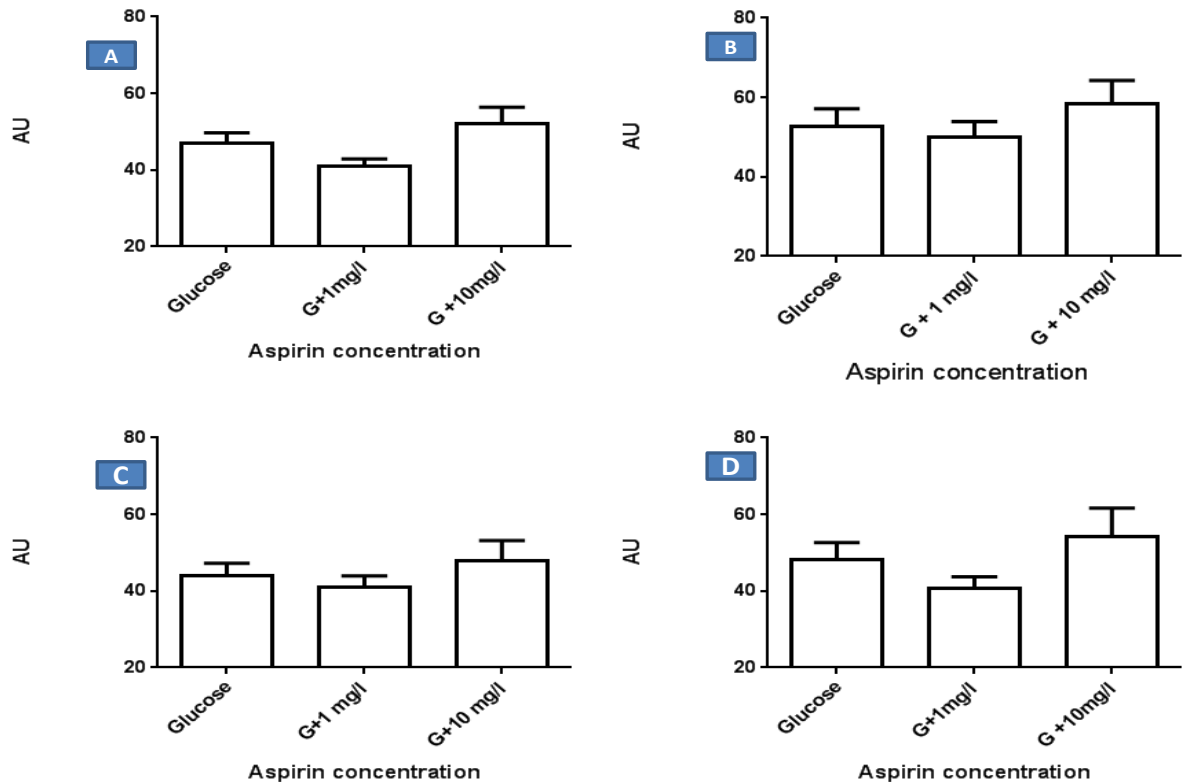 A
80
60
40
20
AU
Glucose
G+1mg/l
G +10mg/l
Aspirin concentration
B
80
60
40
20
AU
Glucose
G + 1 mg/l
G + 10 mg/l
Aspirin concentration
C
80
60
40
20
AU
Glucose
G+1 mg/l
G+10 mg/l
Aspirin concentration
D
80
60
40
20
AU
Glucose
G+1mg/l
G +10mg/l
Aspirin concentration